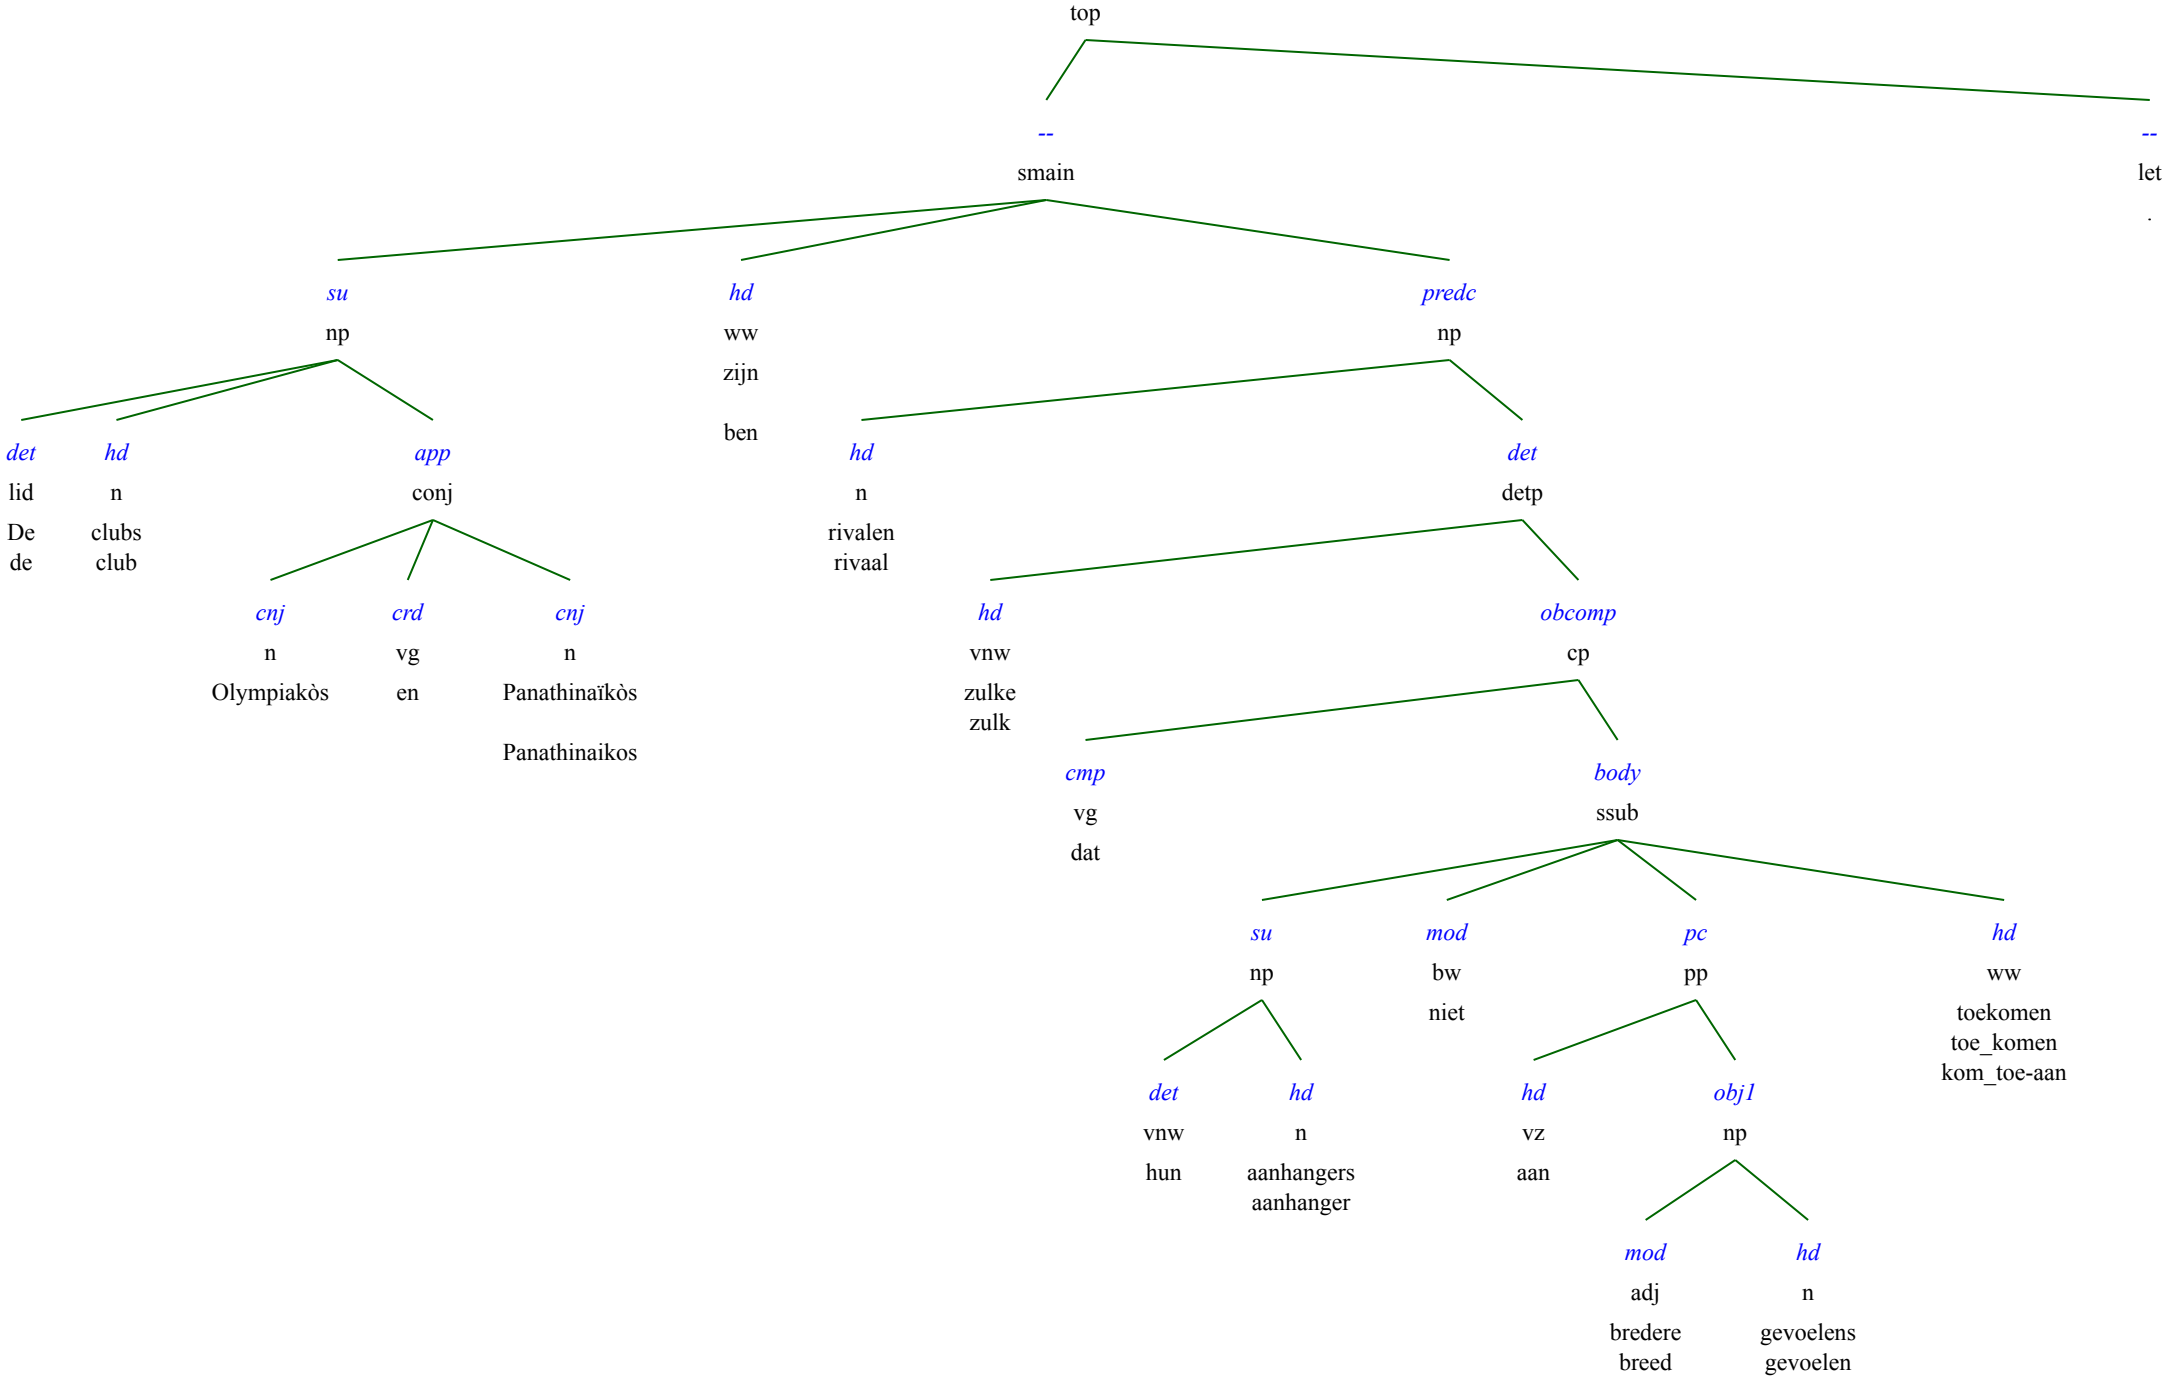 top
-- --
smain let
.
su hd predc
np ww np
zijn
ben
det hd app hd det
lid n conj n detp
De clubs rivalen
de club rivaal
cnj crd cnj hd obcomp
n vg n vnw cp
Olympiakòs en Panathinaïkòs zulke
zulk
Panathinaikos
cmp body
vg ssub
dat
su mod pc hd
np bw pp ww
niet toekomen
toe_komen
kom_toe-aan
det hd hd obj1
vnw n vz np
hun aanhangers aan
aanhanger
mod hd
adj n
bredere gevoelens
breed gevoelen